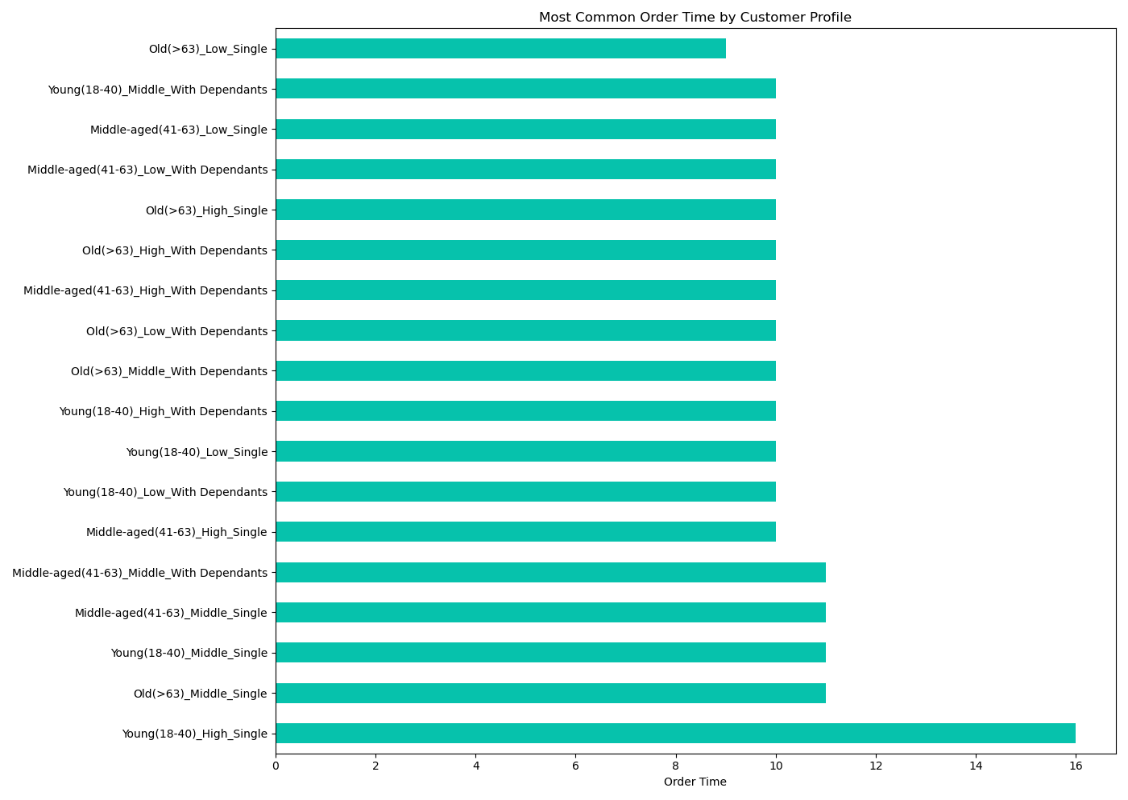 Most Common Order Time by Customer Profile
Old(>63)_Low_Single
Young(18-40)_Middle_With Dependants
Middle-aged(41-63)_Low_Single
Middle-aged(41-63)_Low_With Dependants
Old(>63)_High_Single
Old(>63)_High_With Dependants
Middle-aged(41-63)_High_With Dependants
Old(>63)_Low_With Dependants
Old(>63)_Middle_With Dependants
Young(18-40)_High_With Dependants
Young(18-40)_Low_Single
Young(18-40)_Low_With Dependants
Middle-aged(41-63)_High_Single
Middle-aged(41-63)_Middle_With Dependants
Middle-aged(41-63)_Middle_Single
Young(18-40)_Middle_Single
Old(>63)_Middle_Single
Young(18-40)_High_Single
0 2 4 6 8 10 12 14 16
Order Time